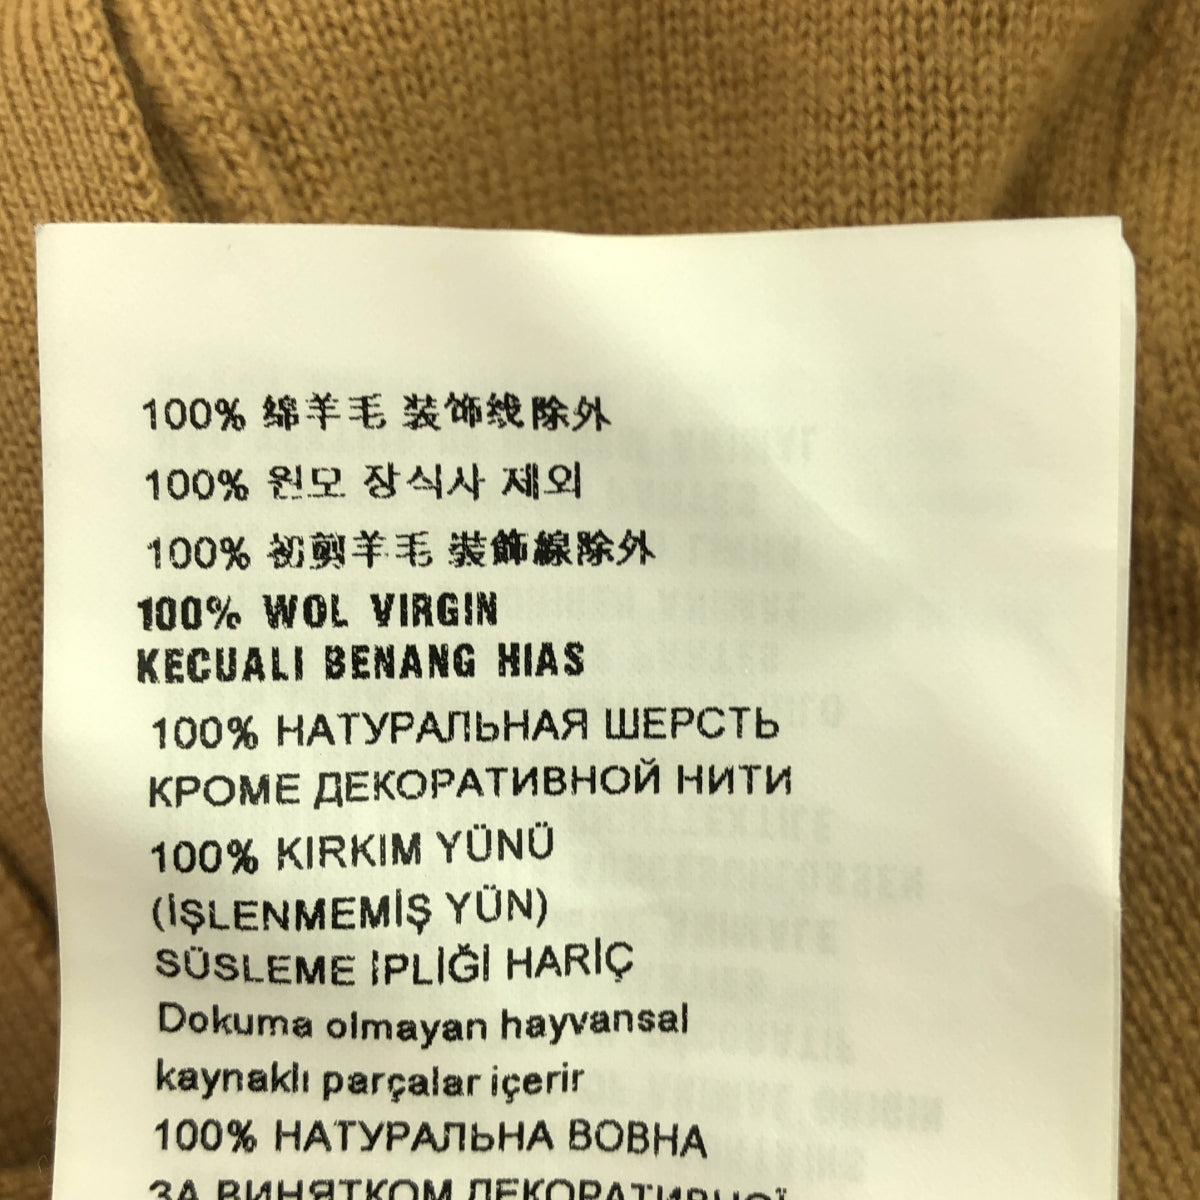 100% 绵羊毛 装饰线除外
100% 원모 장식사 제외
100% 初剪羊毛 裝飾線除外
100% WOL VIRGIN
KECUALI BENANG HIAS
100% НАТУРАЛЬНАЯ ШЕРСТЬ
КРОМЕ ДЕКОРАТИВНОЙ НИТИ
100% KIRKIM YÜNÜ
(İŞLENMEMİŞ YÜN)
SÜSLEME İPLİĞİ HARİÇ
Dokuma olmayan hayvansal
kaynaklı parçalar içerir
100% НАТУРАЛЬНА ВОВНА
ЗА ВИНЯТКОМ ДЕКОРАТИВНОЇ